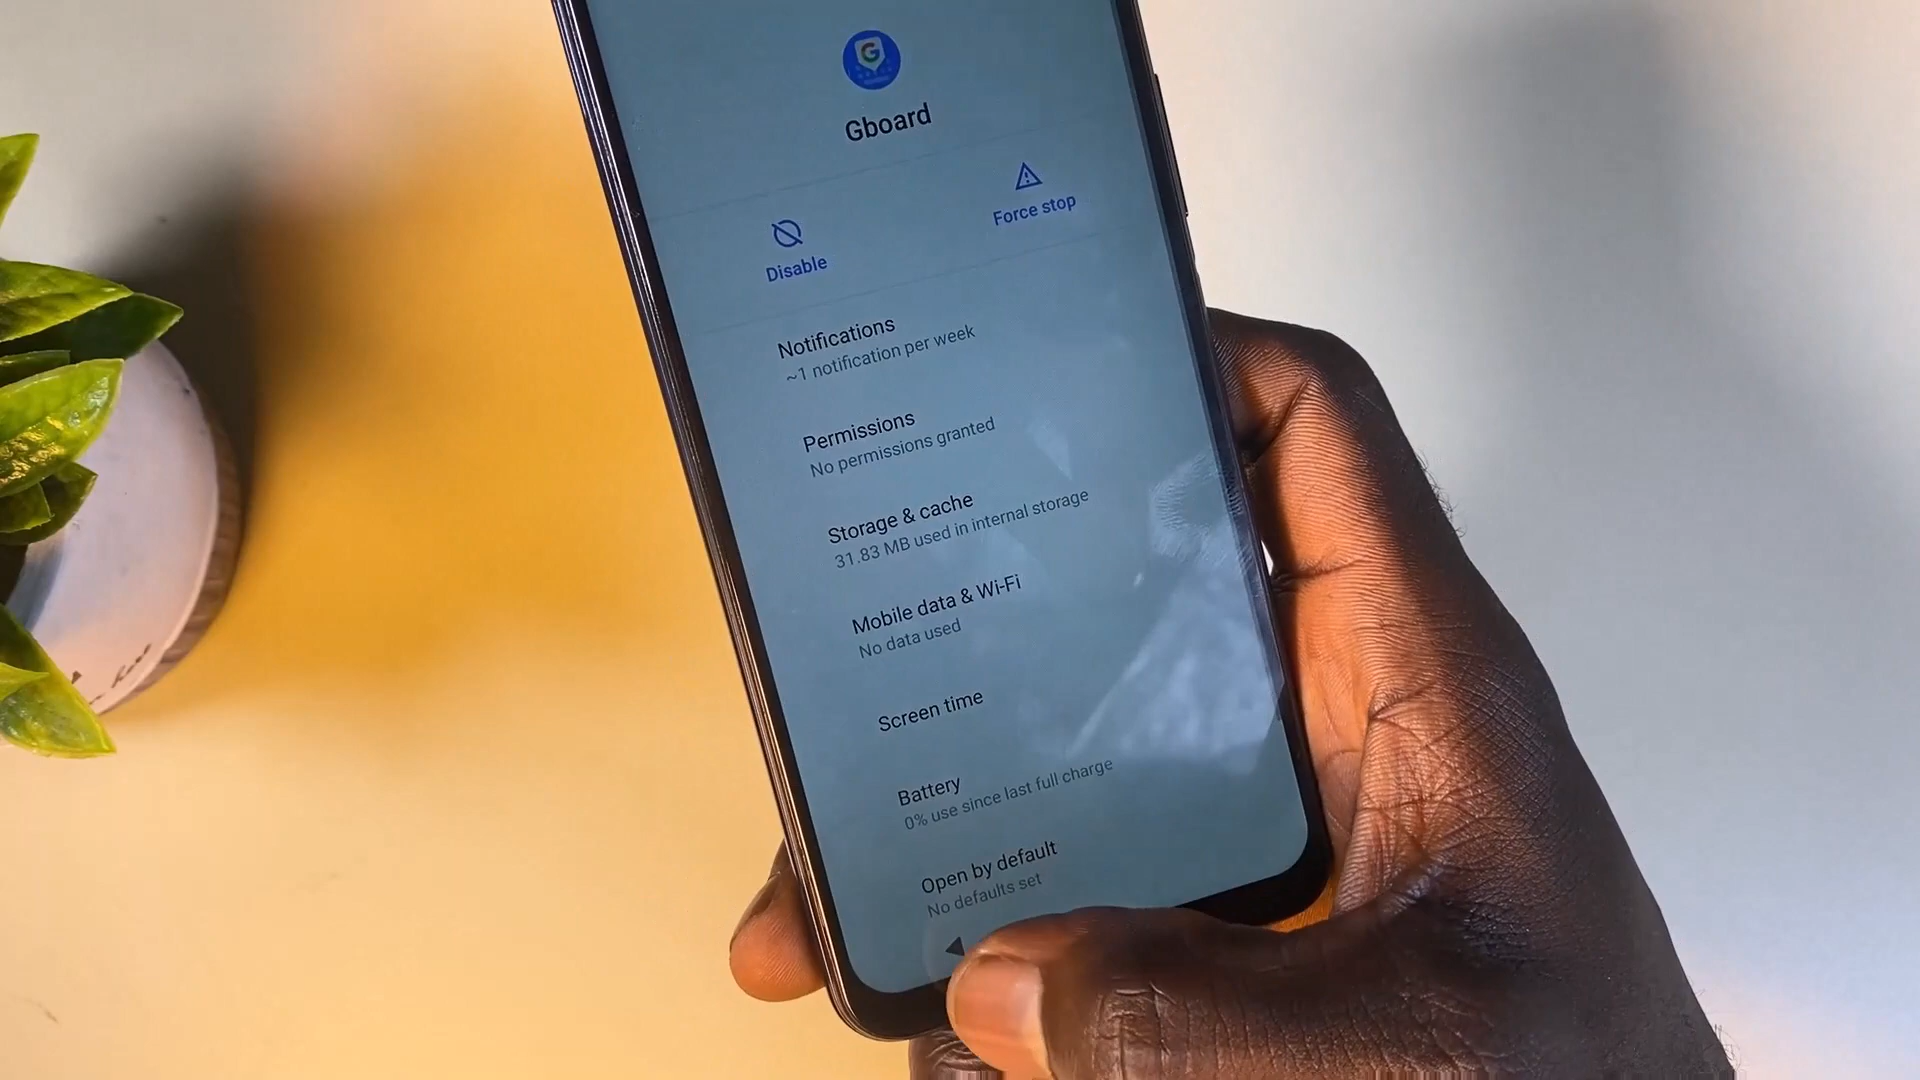 G
Gboard
Disable
Force stop
Notifications
~1 notification per week
Permissions
No permissions granted
Storage & cache
31.83 MB used in internal storage
Mobile data & Wi-Fi
No data used
Screen time
Battery
0% use since last full charge
Open by default
No defaults set